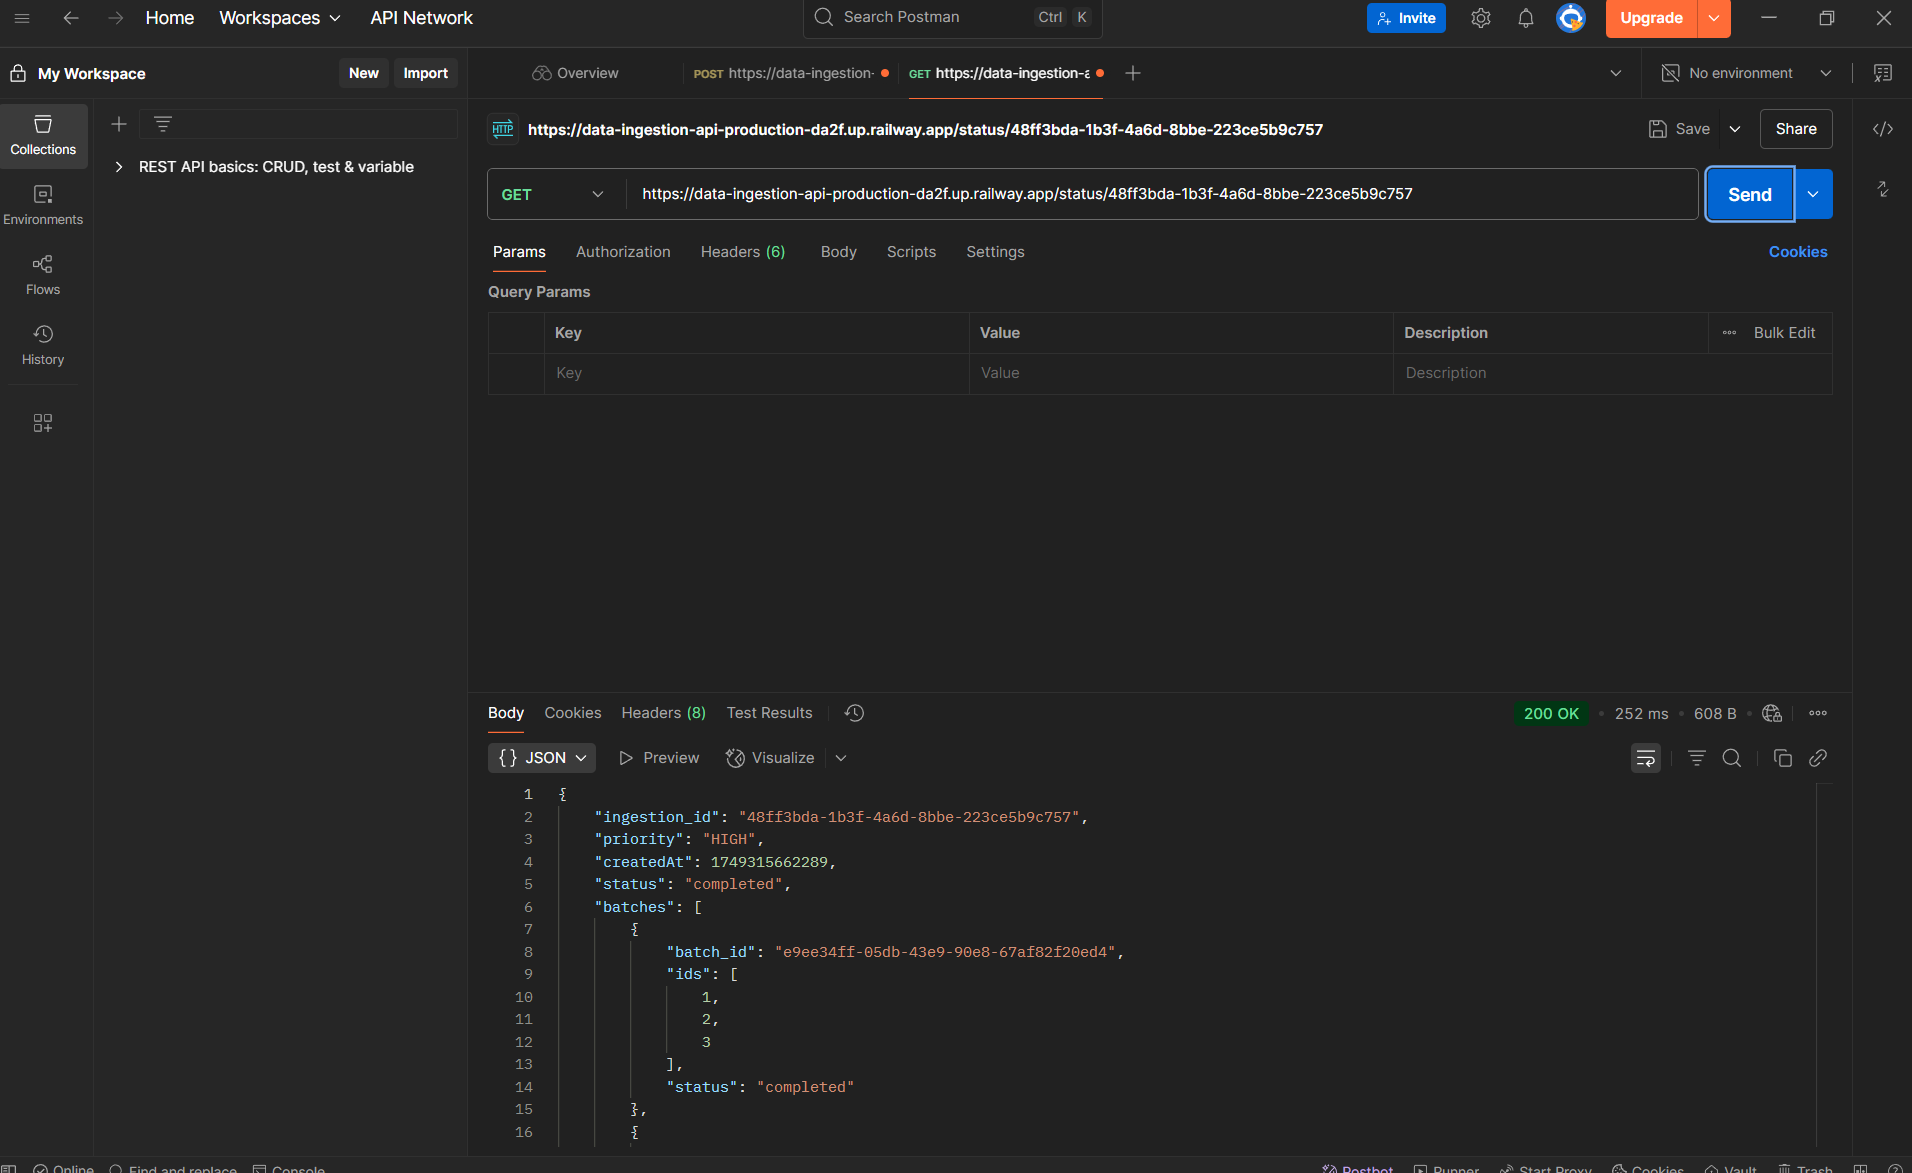 Home Workspaces API Network Search Postman Ctrl K Invite Upgrade
My Workspace New Import Overview POST https://data-ingestion- GET https://data-ingestion-a No environment
Collections
Environments
Flows
History
REST API basics: CRUD, test & variable
HTTP https://data-ingestion-api-production-da2f.up.railway.app/status/48ff3bda-1b3f-4a6d-8bbe-223ce5b9c757 Save Share
GET https://data-ingestion-api-production-da2f.up.railway.app/status/48ff3bda-1b3f-4a6d-8bbe-223ce5b9c757 Send
Params Authorization Headers (6) Body Scripts Settings Cookies
Query Params
Key Value Description Bulk Edit
Key Value Description
Body Cookies Headers (8) Test Results 200 OK 252 ms 608 B
{} JSON Preview Visualize
1 {
2 "ingestion_id": "48ff3bda-1b3f-4a6d-8bbe-223ce5b9c757",
3 "priority": "HIGH",
4 "createdAt": 1749315662289,
5 "status": "completed",
6 "batches": [
7 {
8 "batch_id": "e9ee34ff-05db-43e9-90e8-67af82f20ed4",
9 "ids": [
10 1,
11 2,
12 3
13 ],
14 "status": "completed"
15 },
16 {
Online Find and replace Console Postbot Runner Start Proxy Cookies Vault Trash